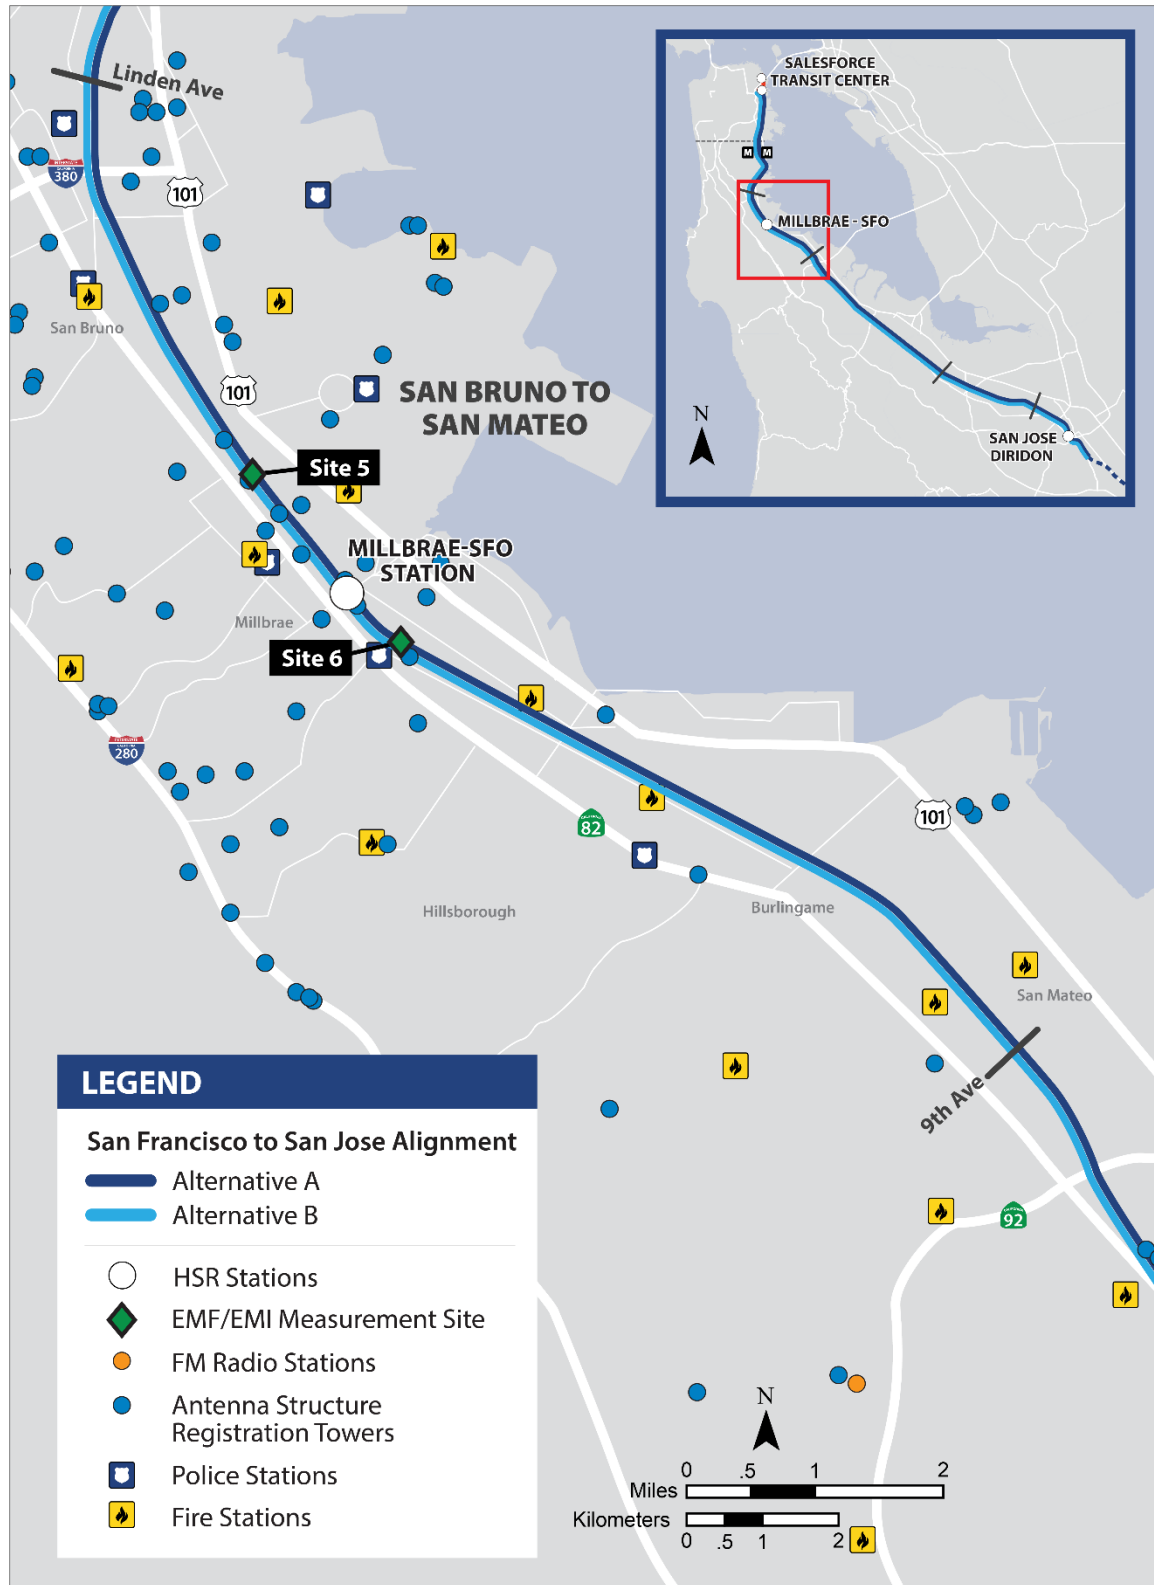 Linden Ave
INTERSTATE
380
101
San Bruno
101
SAN BRUNO TO
SAN MATEO
Site 5
MILLBRAE-SFO
STATION
Millbrae
Site 6
280
82
101
Hillsborough
Burlingame
San Mateo
9th Ave
92
SALESFORCE
TRANSIT CENTER
M M
MILLBRAE - SFO
N
SAN JOSE
DIRIDON
LEGEND
San Francisco to San Jose Alignment
Alternative A
Alternative B
HSR Stations
EMF/EMI Measurement Site
FM Radio Stations
Antenna Structure
Registration Towers
Police Stations
Fire Stations
N
0 .5 1 2
Miles
Kilometers
0 .5 1 2